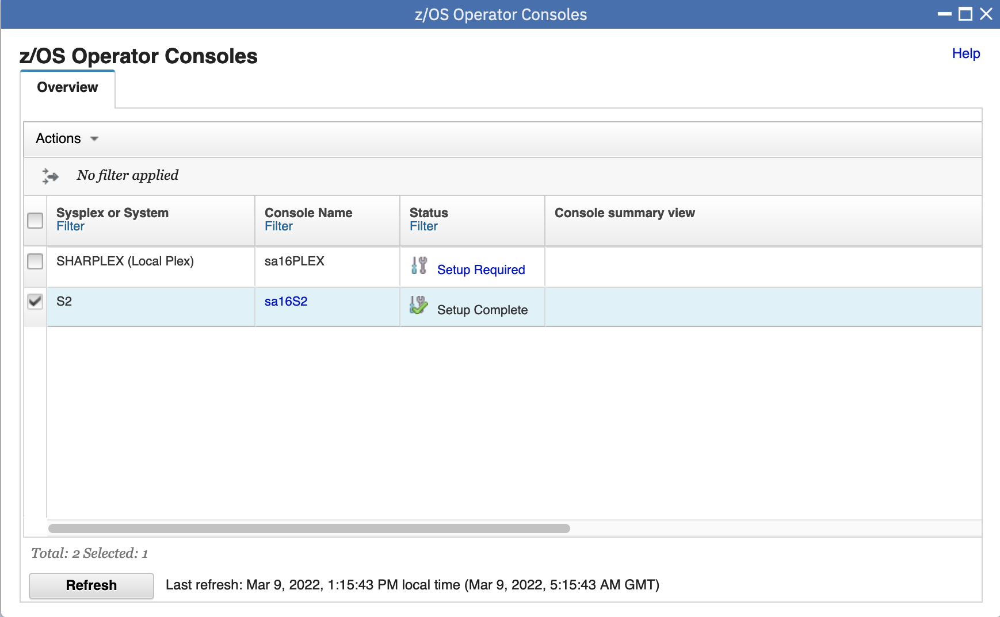 z/OS Operator Consoles
z/OS Operator Consoles
Help
Overview
Actions
No filter applied
Sysplex or System Console Name Status Console summary view
Filter Filter Filter
SHARPLEX (Local Plex) sa16PLEX Setup Required
S2 sa16S2 Setup Complete
Total: 2 Selected: 1
Refresh Last refresh: Mar 9, 2022, 1:15:43 PM local time (Mar 9, 2022, 5:15:43 AM GMT)